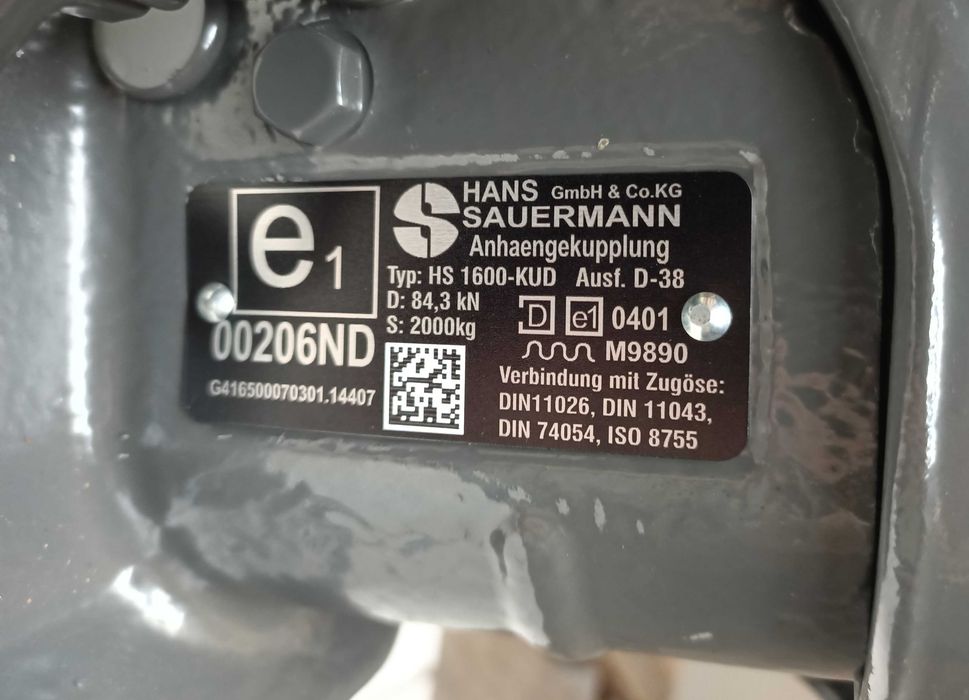 e1
00206ND
G416500070301.14407
HANS GmbH & Co.KG
SAUERMANN
Anhaengekupplung
Typ: HS 1600-KUD Ausf. D-38
D: 84,3 kN
S: 2000kg
D e1 0401
M9890
Verbindung mit Zugöse:
DIN11026, DIN 11043,
DIN 74054, ISO 8755